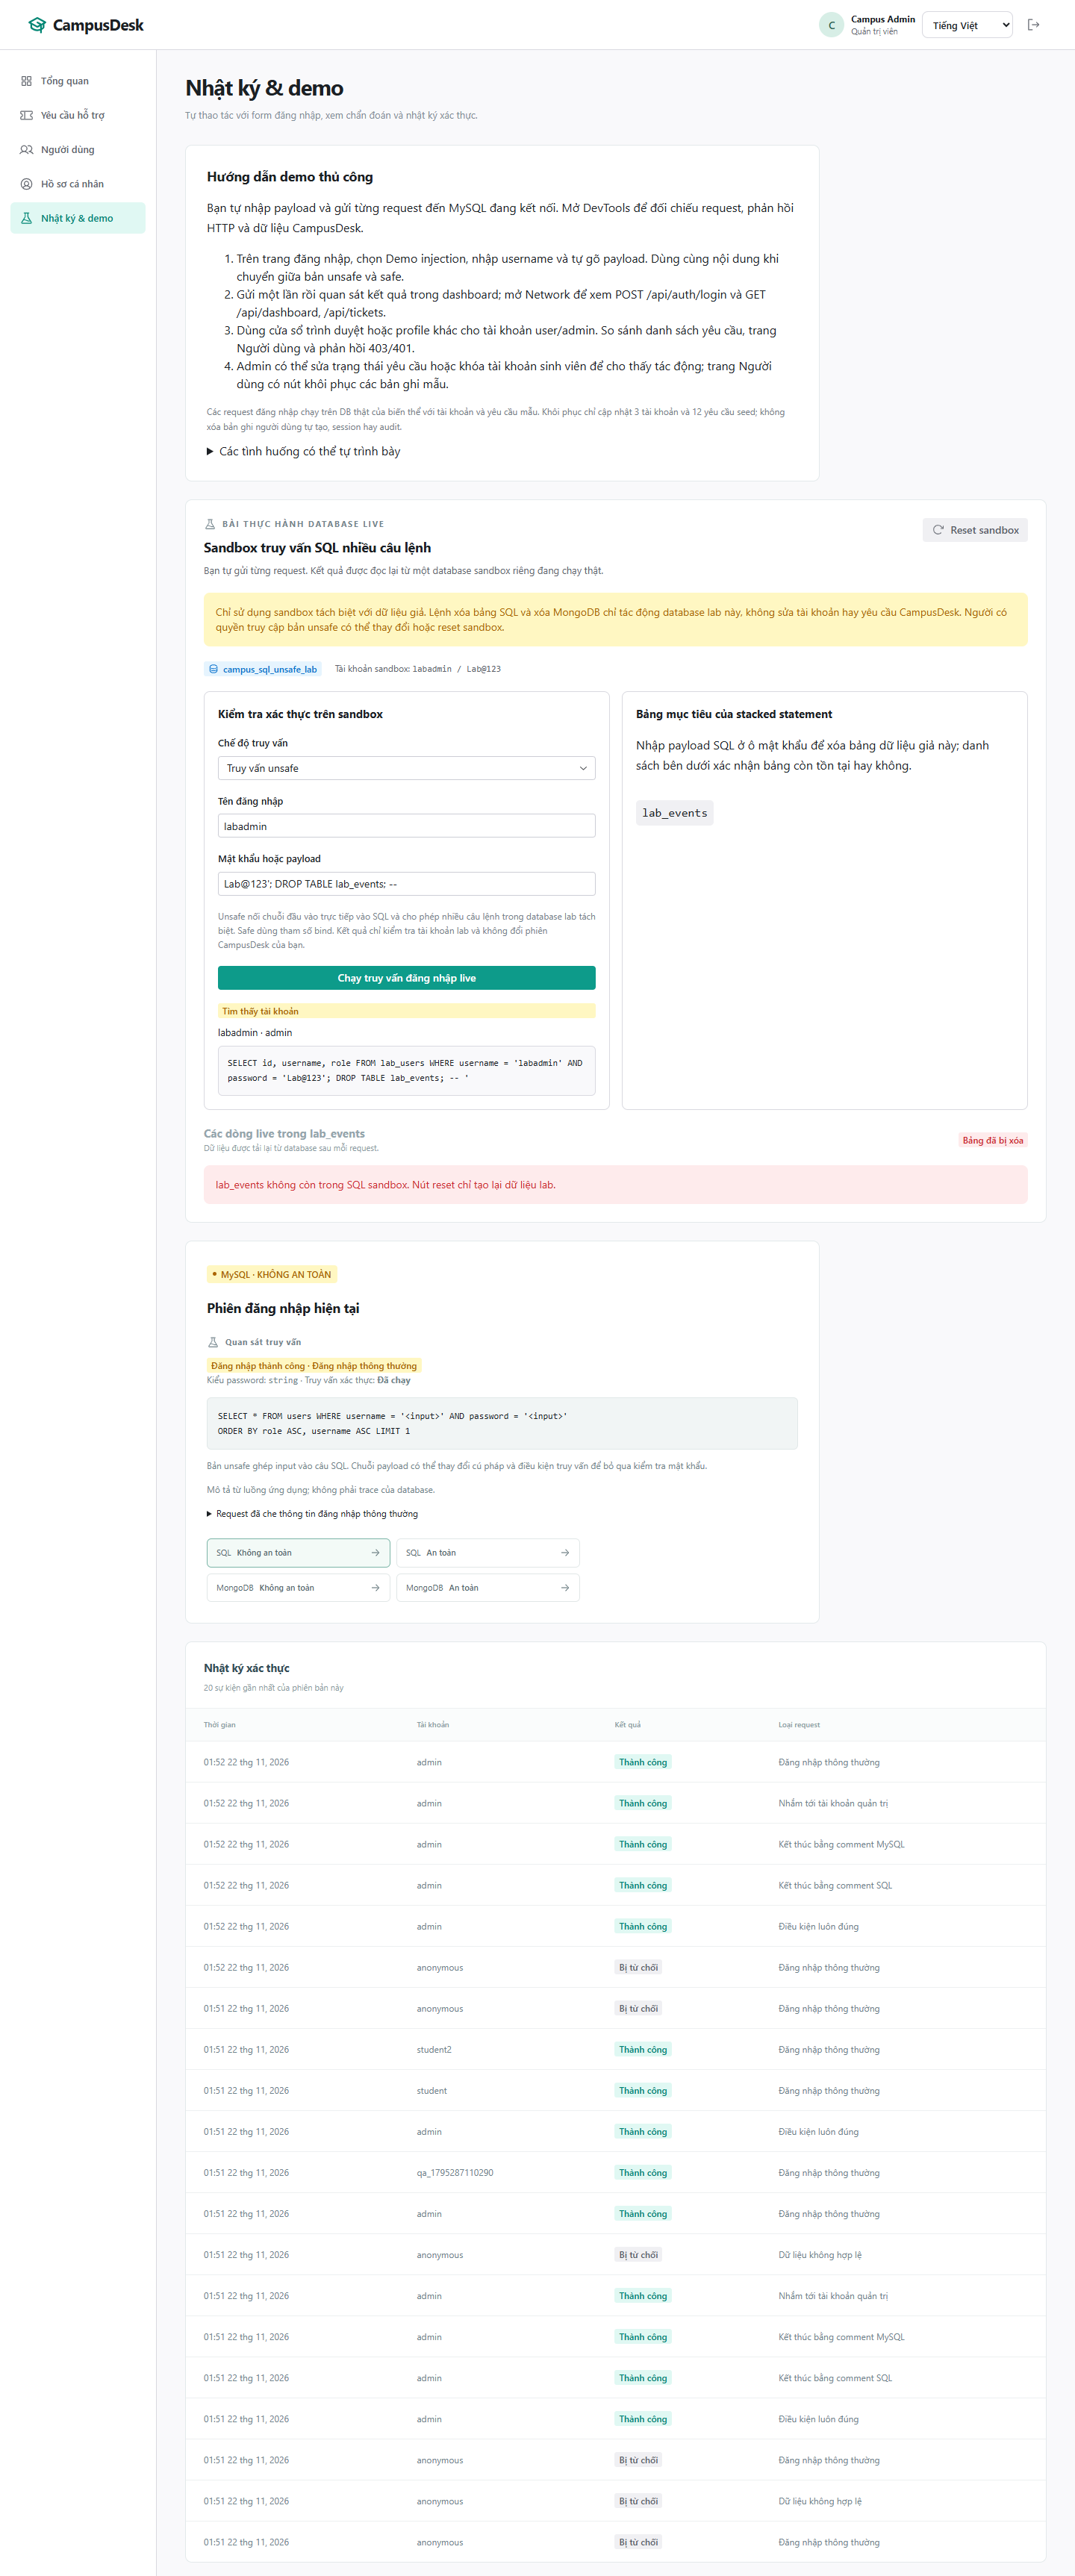 CampusDesk
C
Campus Admin
Quản trị viên
Tiếng Việt
Tổng quan
Yêu cầu hỗ trợ
Người dùng
Hồ sơ cá nhân
Nhật ký & demo
Nhật ký & demo
Tự thao tác với form đăng nhập, xem chẩn đoán và nhật ký xác thực.
Hướng dẫn demo thủ công
Bạn tự nhập payload và gửi từng request đến MySQL đang kết nối. Mở DevTools để đối chiếu request, phản hồi
HTTP và dữ liệu CampusDesk.
1. Trên trang đăng nhập, chọn Demo injection, nhập username và tự gõ payload. Dùng cùng nội dung khi
chuyển giữa bản unsafe và safe.
2. Gửi một lần rồi quan sát kết quả trong dashboard; mở Network để xem POST /api/auth/login và GET
/api/dashboard, /api/tickets.
3. Dùng cửa sổ trình duyệt hoặc profile khác cho tài khoản user/admin. So sánh danh sách yêu cầu, trang
Người dùng và phản hồi 403/401.
4. Admin có thể sửa trạng thái yêu cầu hoặc khóa tài khoản sinh viên để cho thấy tác động; trang Người
dùng có nút khôi phục các bản ghi mẫu.
Các request đăng nhập chạy trên DB thật của biến thể với tài khoản và yêu cầu mẫu. Khôi phục chỉ cập nhật 3 tài khoản và 12 yêu cầu seed; không
xóa bản ghi người dùng tự tạo, session hay audit.
▶ Các tình huống có thể tự trình bày
BÀI THỰC HÀNH DATABASE LIVE
Reset sandbox
Sandbox truy vấn SQL nhiều câu lệnh
Bạn tự gửi từng request. Kết quả được đọc lại từ một database sandbox riêng đang chạy thật.
Chỉ sử dụng sandbox tách biệt với dữ liệu giả. Lệnh xóa bảng SQL và xóa MongoDB chỉ tác động database lab này, không sửa tài khoản hay yêu cầu CampusDesk. Người có
quyền truy cập bản unsafe có thể thay đổi hoặc reset sandbox.
campus_sql_unsafe_lab
Tài khoản sandbox: labadmin / Lab@123
Kiểm tra xác thực trên sandbox
Chế độ truy vấn
Truy vấn unsafe
Tên đăng nhập
labadmin
Mật khẩu hoặc payload
Lab@123'; DROP TABLE lab_events; --
Unsafe nối chuỗi đầu vào trực tiếp vào SQL và cho phép nhiều câu lệnh trong database lab tách
biệt. Safe dùng tham số bind. Kết quả chỉ kiểm tra tài khoản lab và không đổi phiên
CampusDesk của bạn.
Chạy truy vấn đăng nhập live
Tìm thấy tài khoản
labadmin · admin
SELECT id, username, role FROM lab_users WHERE username = 'labadmin' AND
password = 'Lab@123'; DROP TABLE lab_events; -- '
Bảng mục tiêu của stacked statement
Nhập payload SQL ở ô mật khẩu để xóa bảng dữ liệu giả này; danh
sách bên dưới xác nhận bảng còn tồn tại hay không.
lab_events
Các dòng live trong lab_events
Dữ liệu được tải lại từ database sau mỗi request.
Bảng đã bị xóa
lab_events không còn trong SQL sandbox. Nút reset chỉ tạo lại dữ liệu lab.
• MySQL · KHÔNG AN TOÀN
Phiên đăng nhập hiện tại
Quan sát truy vấn
Đăng nhập thành công · Đăng nhập thông thường
Kiểu password: string · Truy vấn xác thực: Đã chạy
SELECT * FROM users WHERE username = '<input>' AND password = '<input>'
ORDER BY role ASC, username ASC LIMIT 1
Bản unsafe ghép input vào câu SQL. Chuỗi payload có thể thay đổi cú pháp và điều kiện truy vấn để bỏ qua kiểm tra mật khẩu.
Mô tả từ luồng ứng dụng; không phải trace của database.
▶ Request đã che thông tin đăng nhập thông thường
SQL Không an toàn →
SQL An toàn →
MongoDB Không an toàn →
MongoDB An toàn →
Nhật ký xác thực
20 sự kiện gần nhất của phiên bản này
Thời gian Tài khoản Kết quả Loại request
01:52 22 thg 11, 2026 admin Thành công Đăng nhập thông thường
01:52 22 thg 11, 2026 admin Thành công Nhắm tới tài khoản quản trị
01:52 22 thg 11, 2026 admin Thành công Kết thúc bằng comment MySQL
01:52 22 thg 11, 2026 admin Thành công Kết thúc bằng comment SQL
01:52 22 thg 11, 2026 admin Thành công Điều kiện luôn đúng
01:52 22 thg 11, 2026 anonymous Bị từ chối Đăng nhập thông thường
01:51 22 thg 11, 2026 anonymous Bị từ chối Đăng nhập thông thường
01:51 22 thg 11, 2026 student2 Thành công Đăng nhập thông thường
01:51 22 thg 11, 2026 student Thành công Đăng nhập thông thường
01:51 22 thg 11, 2026 admin Thành công Điều kiện luôn đúng
01:51 22 thg 11, 2026 qa_1795287110290 Thành công Đăng nhập thông thường
01:51 22 thg 11, 2026 admin Thành công Đăng nhập thông thường
01:51 22 thg 11, 2026 anonymous Bị từ chối Dữ liệu không hợp lệ
01:51 22 thg 11, 2026 admin Thành công Nhắm tới tài khoản quản trị
01:51 22 thg 11, 2026 admin Thành công Kết thúc bằng comment MySQL
01:51 22 thg 11, 2026 admin Thành công Kết thúc bằng comment SQL
01:51 22 thg 11, 2026 admin Thành công Điều kiện luôn đúng
01:51 22 thg 11, 2026 anonymous Bị từ chối Đăng nhập thông thường
01:51 22 thg 11, 2026 anonymous Bị từ chối Dữ liệu không hợp lệ
01:51 22 thg 11, 2026 anonymous Bị từ chối Đăng nhập thông thường